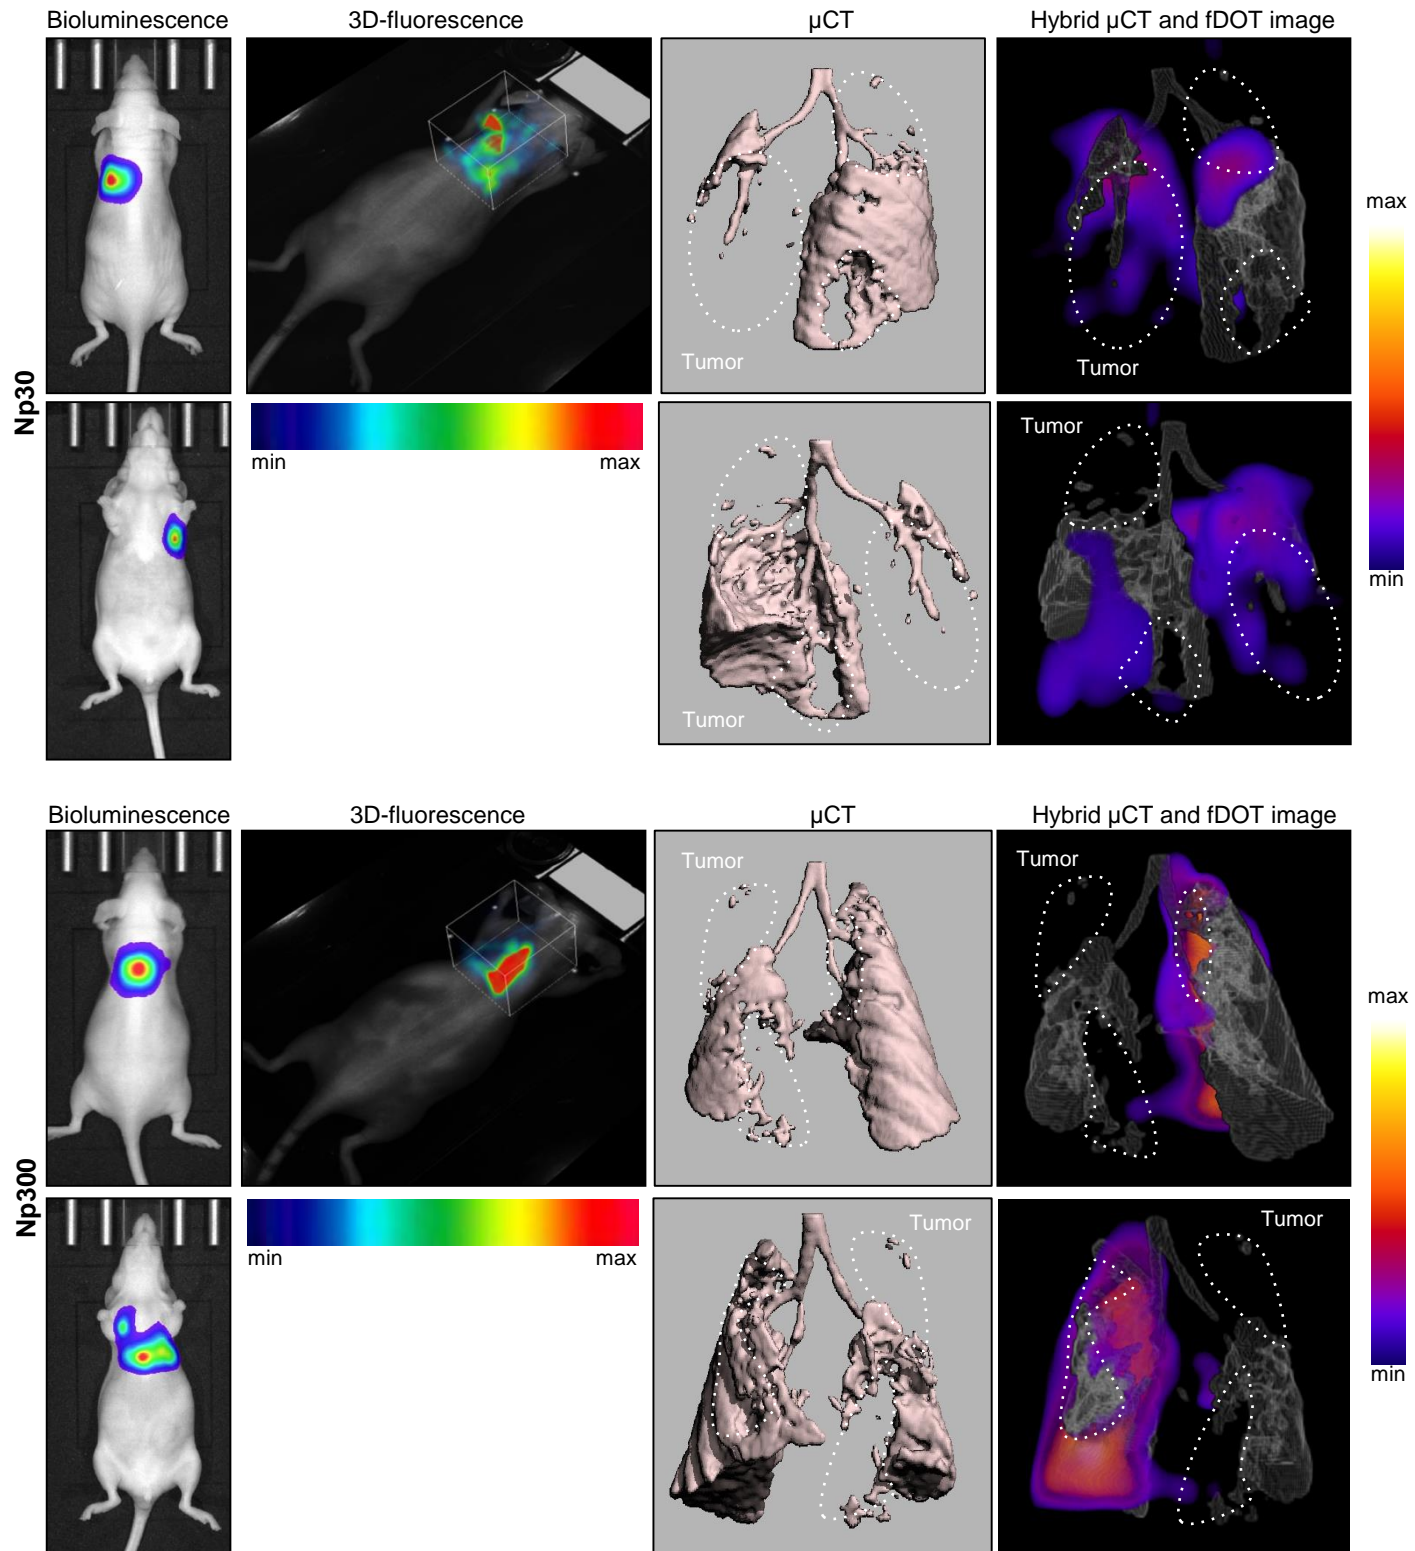 Bioluminescence
3D-fluorescence
µCT
Hybrid µCT and fDOT image
Np30
Tumor
Tumor
max
min
min
max
Tumor
Tumor
Bioluminescence
3D-fluorescence
µCT
Hybrid µCT and fDOT image
Np300
Tumor
Tumor
max
min
min
max
Tumor
Tumor